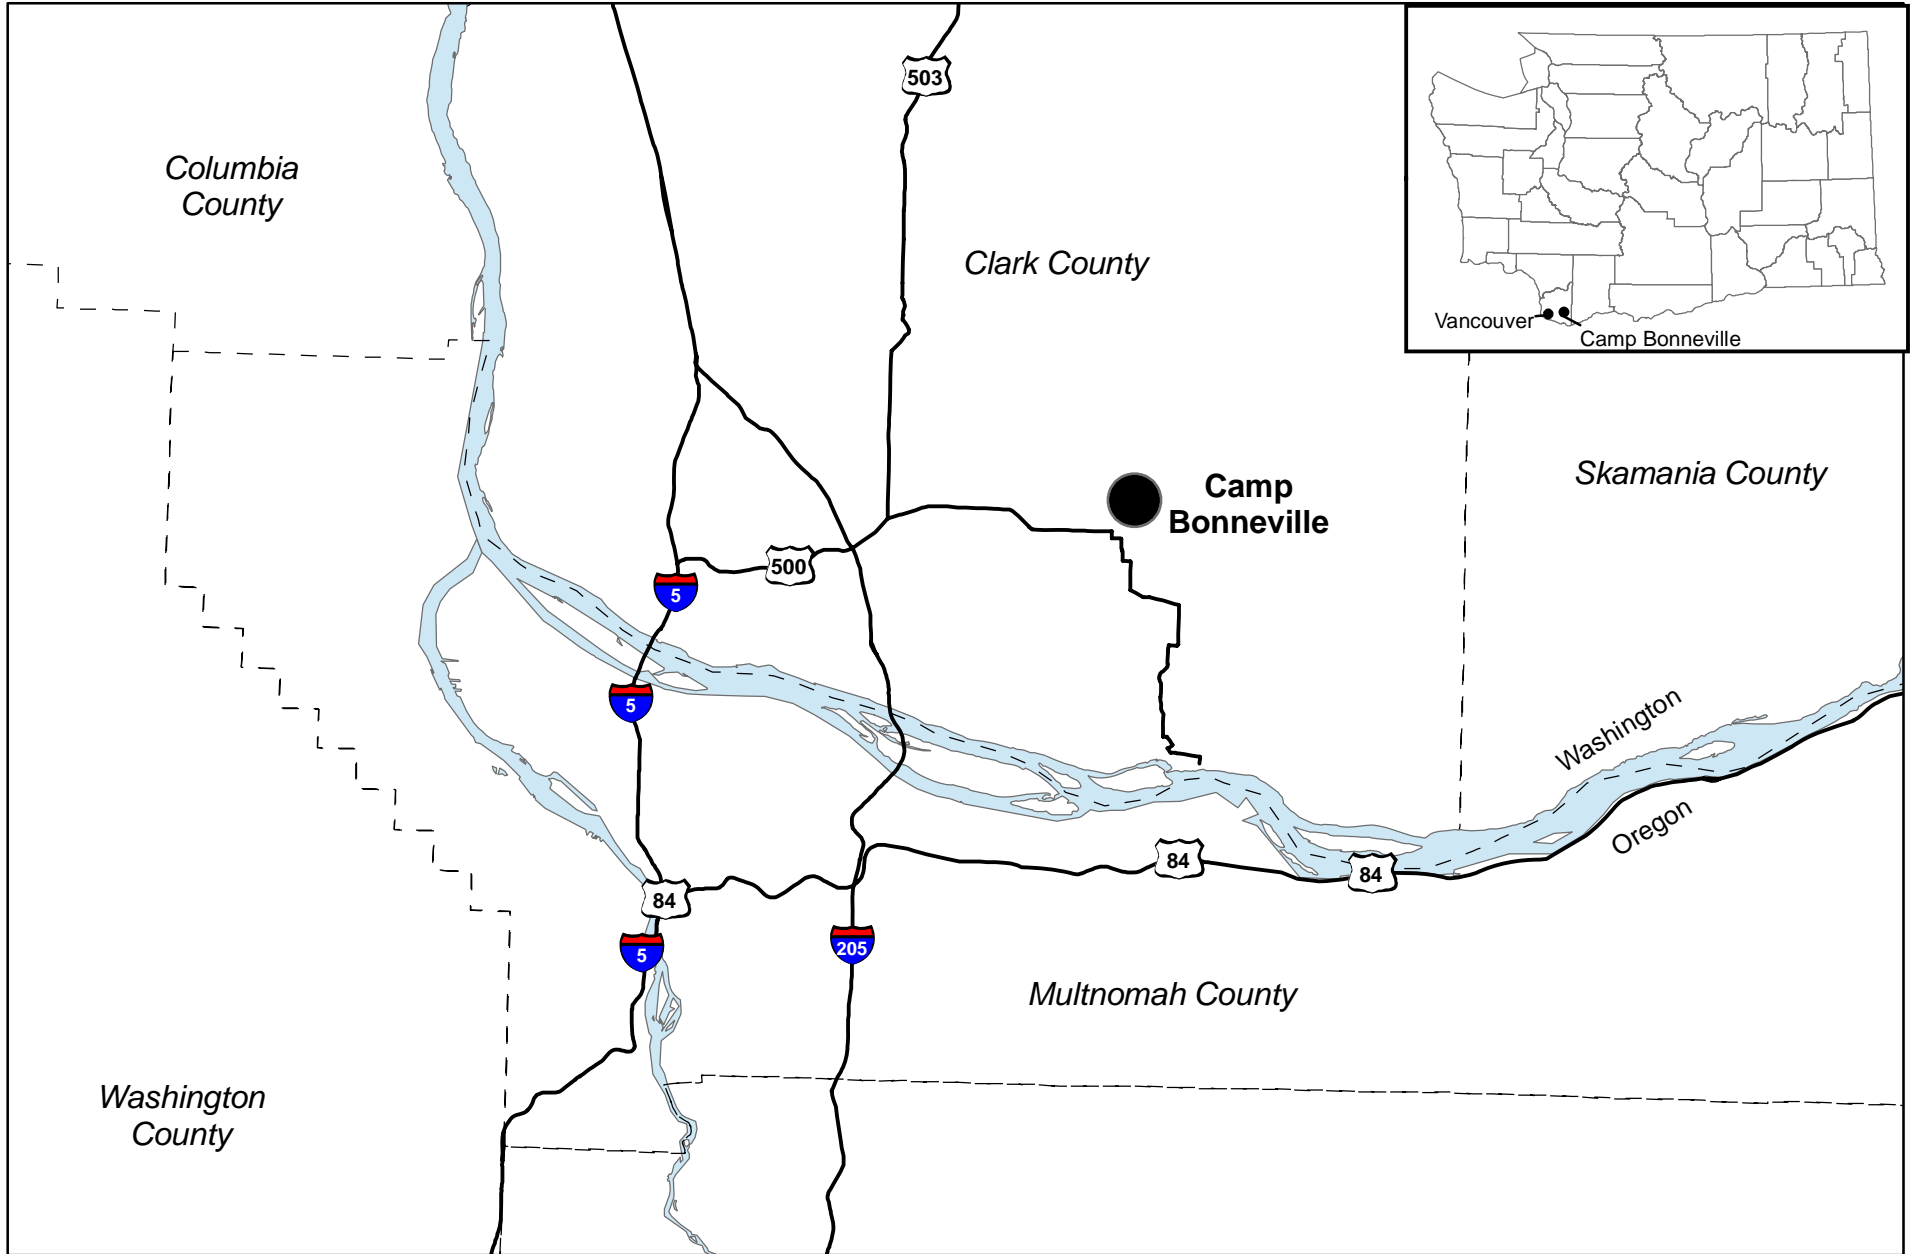 503
Columbia
County
Clark County
Vancouver
Camp Bonneville
Skamania County
Camp
Bonneville
500
5
5
Washington
Oregon
84
84
84
5
205
Multnomah County
Washington
County